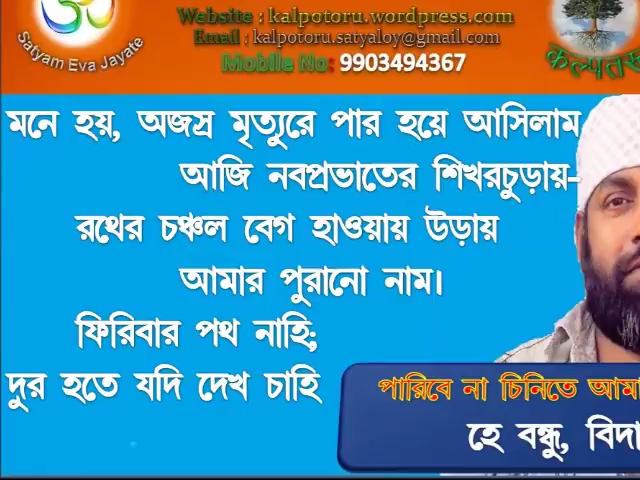 Satyam Eva Jayate
Website : kalpotoru.wordpress.com
Email : kalpotoru.satyaloy@gmail.com
Mobile No: 9903494367
মনে হয়, অজস্র মৃত্যুরে পার হয়ে আসিলাম
আজি নবপ্রভাতের শিখরচুড়ায়-
রথের চঞ্চল বেগ হাওয়ায় উড়ায়
আমার পুরানো নাম।
ফিরিবার পথ নাহি;
দুর হতে যদি দেখ চাহি
পারিবে না চিনিতে আমা
হে বন্ধু, বিদা